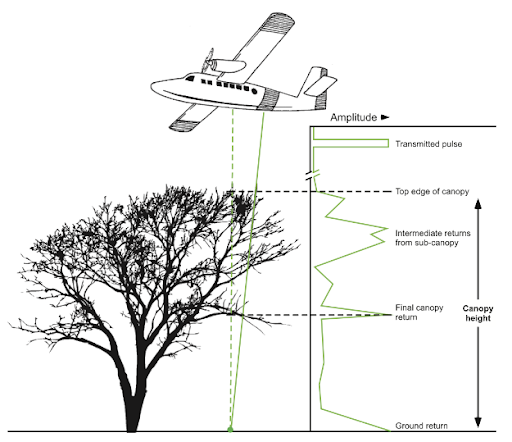 Amplitude ►
Transmitted pulse
Top edge of canopy
Intermediate returns
from sub-canopy
Final canopy
return
Canopy
height
Ground return